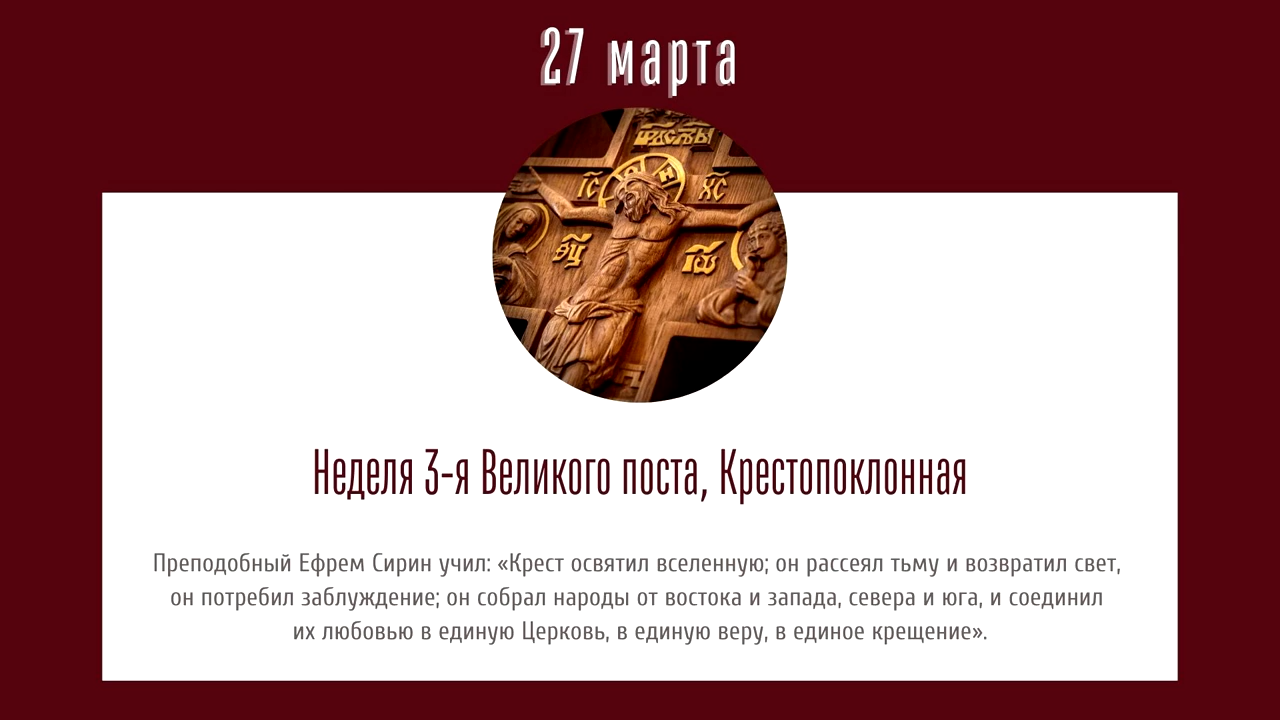 27 марта
І҃С Х҃С
Неделя 3-я Великого поста, Крестопоклонная
Преподобный Ефрем Сирин учил: «Крест освятил вселенную; он рассеял тьму и возвратил свет,
он потребил заблуждение; он собрал народы от востока и запада, севера и юга, и соединил
их любовью в единую Церковь, в единую веру, в единое крещение».